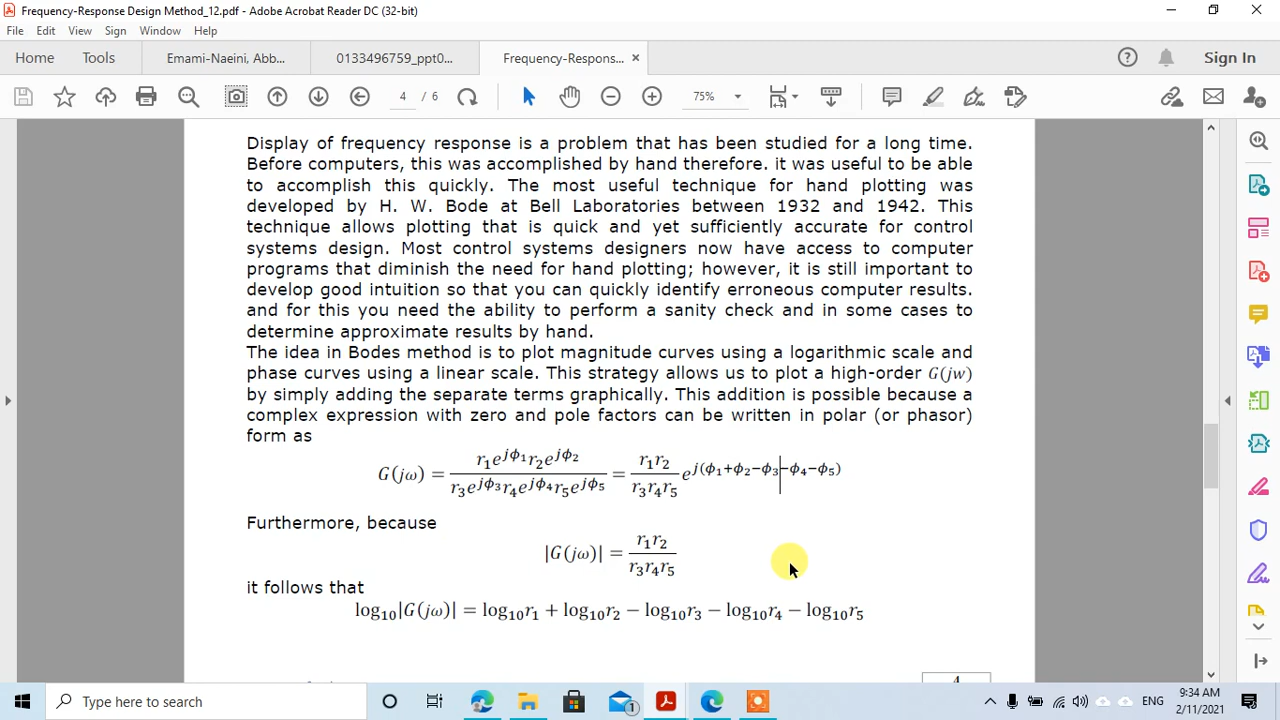 Frequency-Response Design Method_12.pdf - Adobe Acrobat Reader DC (32-bit)
File Edit View Sign Window Help
Home Tools Emami-Naeini, Abb... 0133496759_ppt0... Frequency-Respons... × Sign In
4 / 6 75%
Display of frequency response is a problem that has been studied for a long time.
Before computers, this was accomplished by hand therefore. it was useful to be able
to accomplish this quickly. The most useful technique for hand plotting was
developed by H. W. Bode at Bell Laboratories between 1932 and 1942. This
technique allows plotting that is quick and yet sufficiently accurate for control
systems design. Most control systems designers now have access to computer
programs that diminish the need for hand plotting; however, it is still important to
develop good intuition so that you can quickly identify erroneous computer results.
and for this you need the ability to perform a sanity check and in some cases to
determine approximate results by hand.
The idea in Bodes method is to plot magnitude curves using a logarithmic scale and
phase curves using a linear scale. This strategy allows us to plot a high-order G(jw)
by simply adding the separate terms graphically. This addition is possible because a
complex expression with zero and pole factors can be written in polar (or phasor)
form as
G(jω) = r₁e^{jϕ₁}r₂e^{jϕ₂} / r₃e^{jϕ₃}r₄e^{jϕ₄}r₅e^{jϕ₅} = r₁r₂ / r₃r₄r₅ e^{j(ϕ₁+ϕ₂−ϕ₃−ϕ₄−ϕ₅)}
Furthermore, because
|G(jω)| = r₁r₂ / r₃r₄r₅
it follows that
log₁₀|G(jω)| = log₁₀r₁ + log₁₀r₂ − log₁₀r₃ − log₁₀r₄ − log₁₀r₅
4
Type here to search
1
ENG
9:34 AM
2/11/2021